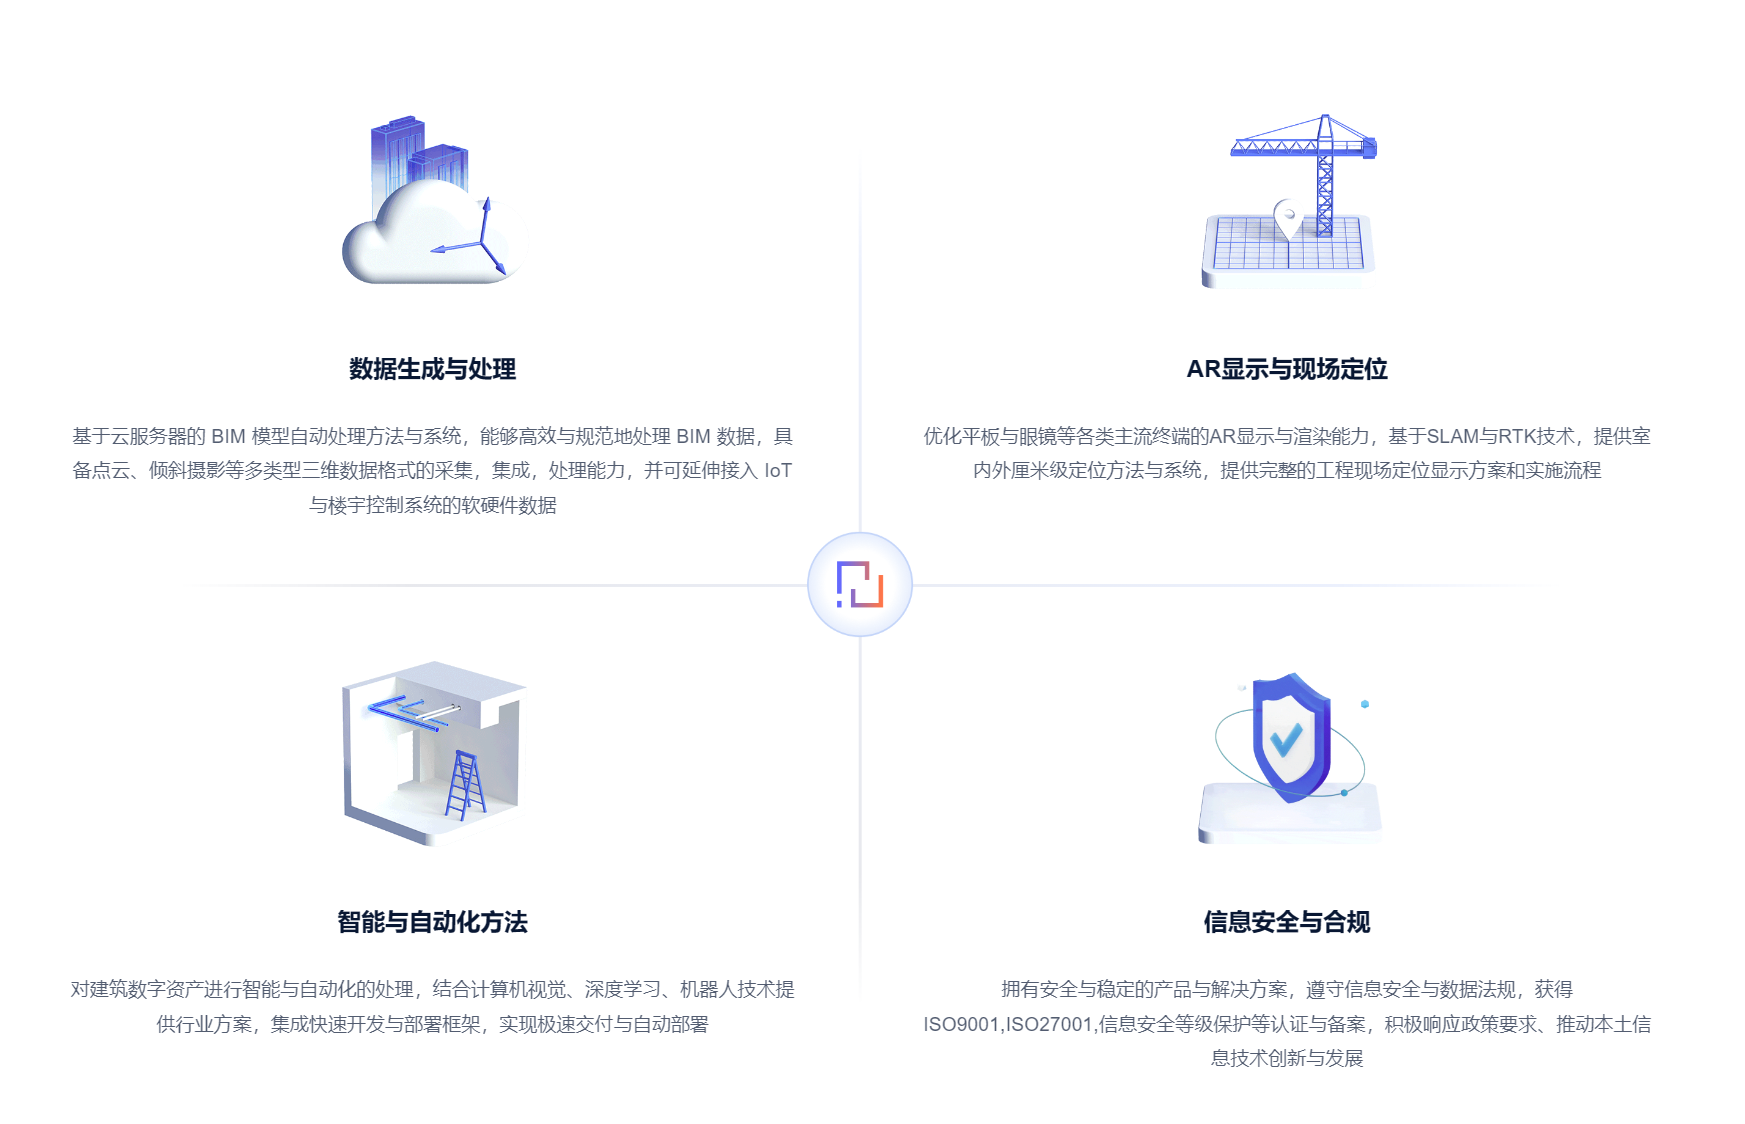 数据生成与处理
基于云服务器的 BIM 模型自动处理方法与系统，能够高效与规范地处理 BIM 数据，具
备点云、倾斜摄影等多类型三维数据格式的采集，集成，处理能力，并可延伸接入 IoT
与楼宇控制系统的软硬件数据
AR显示与现场定位
优化平板与眼镜等各类主流终端的AR显示与渲染能力，基于SLAM与RTK技术，提供室
内外厘米级定位方法与系统，提供完整的工程现场定位显示方案和实施流程
智能与自动化方法
对建筑数字资产进行智能与自动化的处理，结合计算机视觉、深度学习、机器人技术提
供行业方案，集成快速开发与部署框架，实现极速交付与自动部署
信息安全与合规
拥有安全与稳定的产品与解决方案，遵守信息安全与数据法规，获得
ISO9001,ISO27001,信息安全等级保护等认证与备案，积极响应政策要求、推动本土信
息技术创新与发展